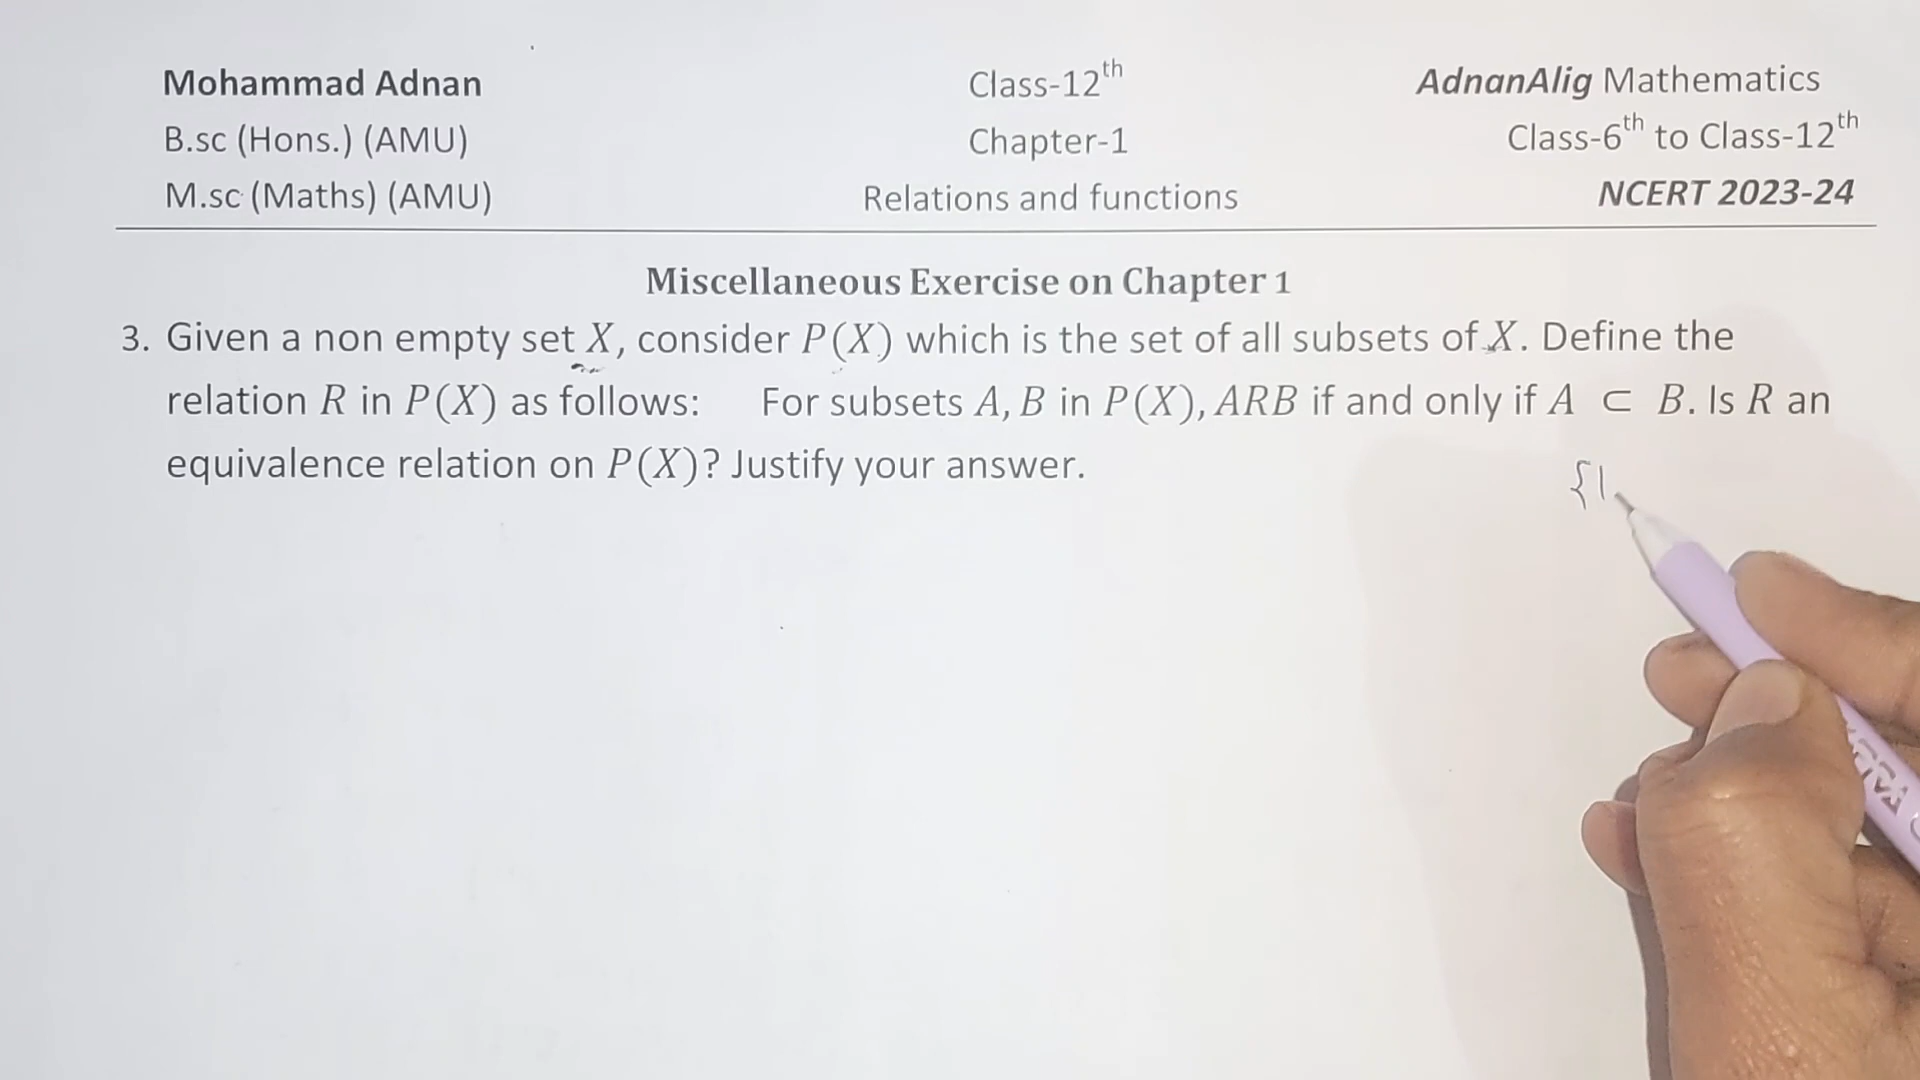 Mohammad Adnan
B.sc (Hons.) (AMU)
M.sc (Maths) (AMU)
Class-12th
Chapter-1
Relations and functions
AdnanAlig Mathematics
Class-6th to Class-12th
NCERT 2023-24
Miscellaneous Exercise on Chapter 1
3. Given a non empty set X, consider P(X) which is the set of all subsets of X. Define the
relation R in P(X) as follows: For subsets A, B in P(X), ARB if and only if A ⊂ B. Is R an
equivalence relation on P(X)? Justify your answer.
{1